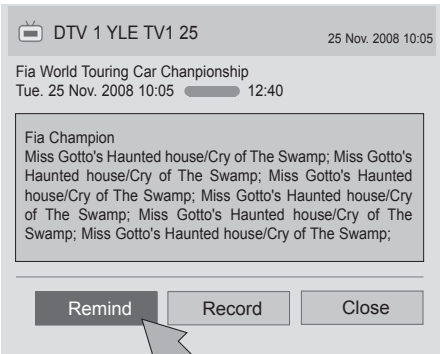 DTV 1 YLE TV1 25
25 Nov. 2008 10:05
Fia World Touring Car Chanpionship
Tue. 25 Nov. 2008 10:05 12:40
Fia Champion
Miss Gotto's Haunted house/Cry of The Swamp; Miss Gotto's
Haunted house/Cry of The Swamp; Miss Gotto's Haunted
house/Cry of The Swamp; Miss Gotto's Haunted house/Cry
of The Swamp; Miss Gotto's Haunted house/Cry of The
Swamp; Miss Gotto's Haunted house/Cry of The Swamp;
Remind Record Close